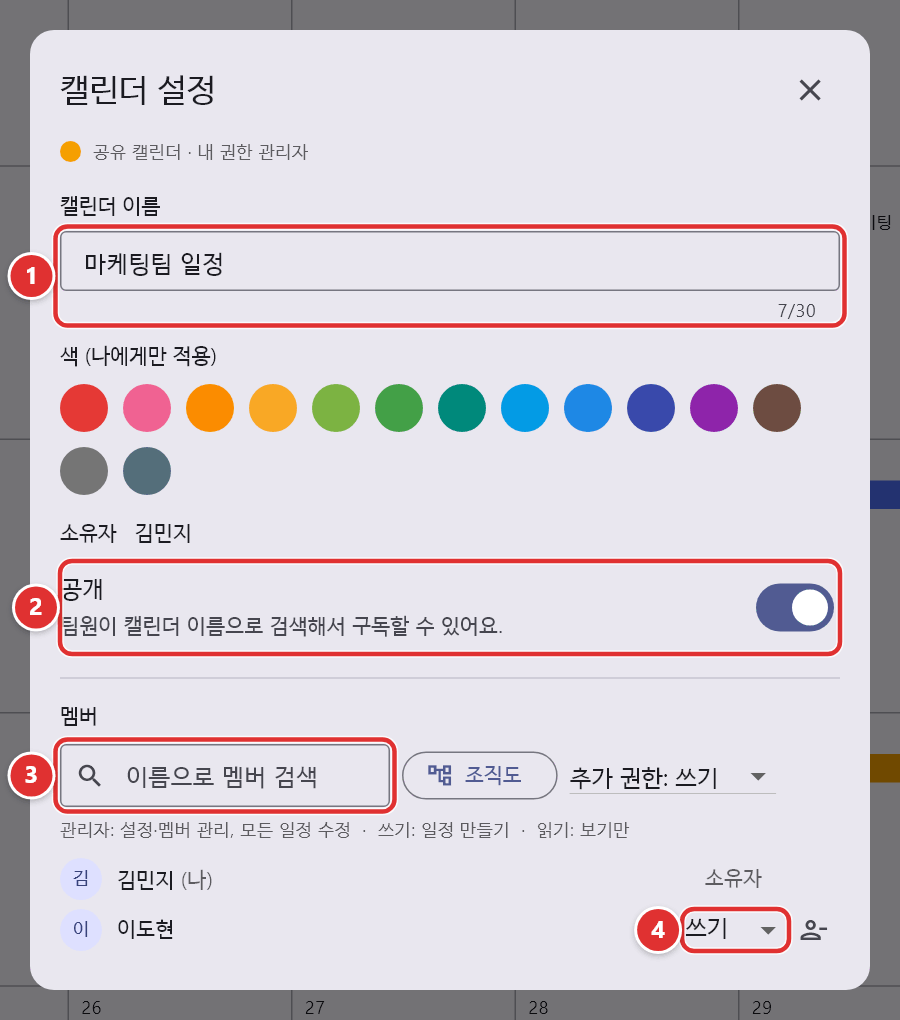 캘린더 설정
공유 캘린더 · 내 권한 관리자
캘린더 이름
1
마케팅팀 일정
7/30
색 (나에게만 적용)
소유자 김민지
2
공개
팀원이 캘린더 이름으로 검색해서 구독할 수 있어요.
멤버
3
이름으로 멤버 검색
조직도
추가 권한: 쓰기
관리자: 설정·멤버 관리, 모든 일정 수정 · 쓰기: 일정 만들기 · 읽기: 보기만
김 김민지 (나) 소유자
이 이도현 4 쓰기
26 27 28 29